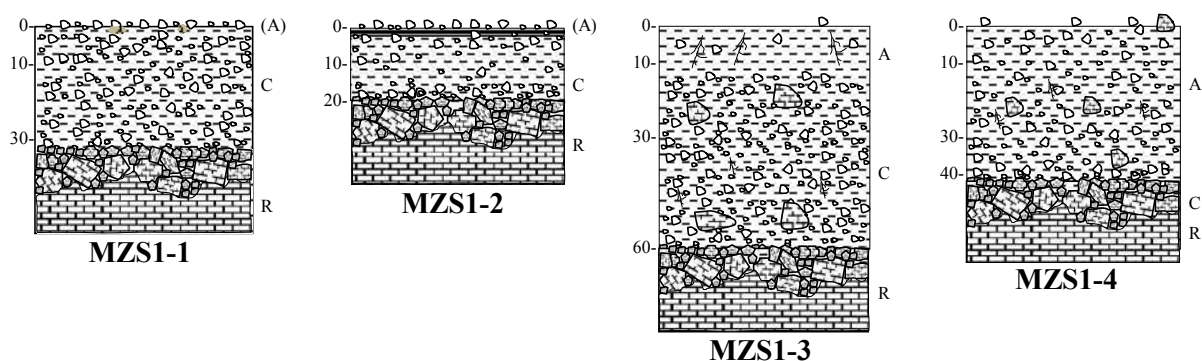 0-
10-
30-
(A)
C
R
MZS1-1
0-
10-
20-
(A)
C
R
MZS1-2
0-
10-
30-
60-
A
C
R
MZS1-3
0-
10-
20-
30-
40-
A
C
R
MZS1-4